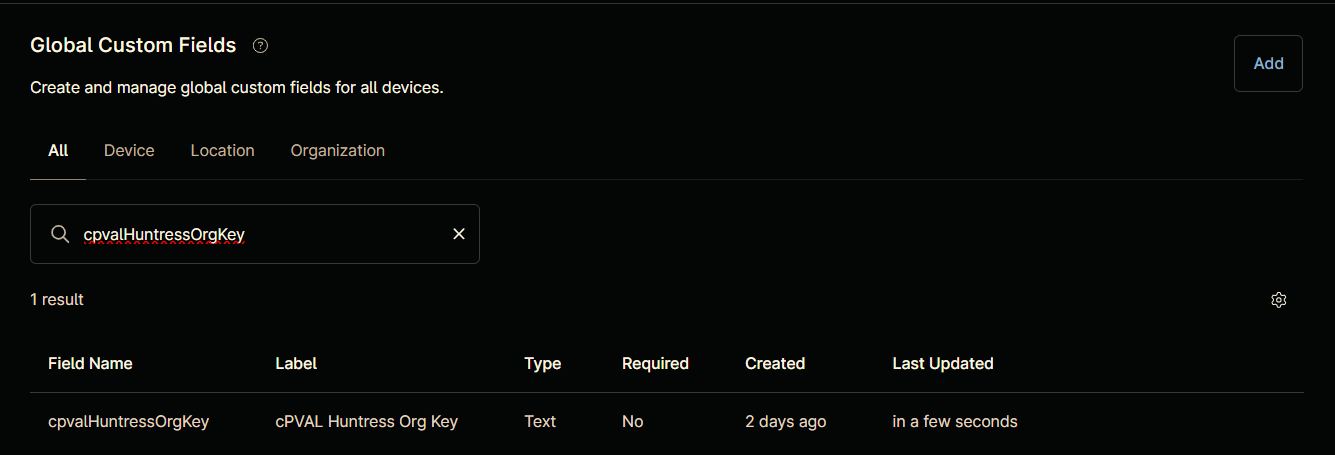 Global Custom Fields ?
Add
Create and manage global custom fields for all devices.
All Device Location Organization
cpvalHuntressOrgKey
1 result
Field Name Label Type Required Created Last Updated
cpvalHuntressOrgKey cPVAL Huntress Org Key Text No 2 days ago in a few seconds